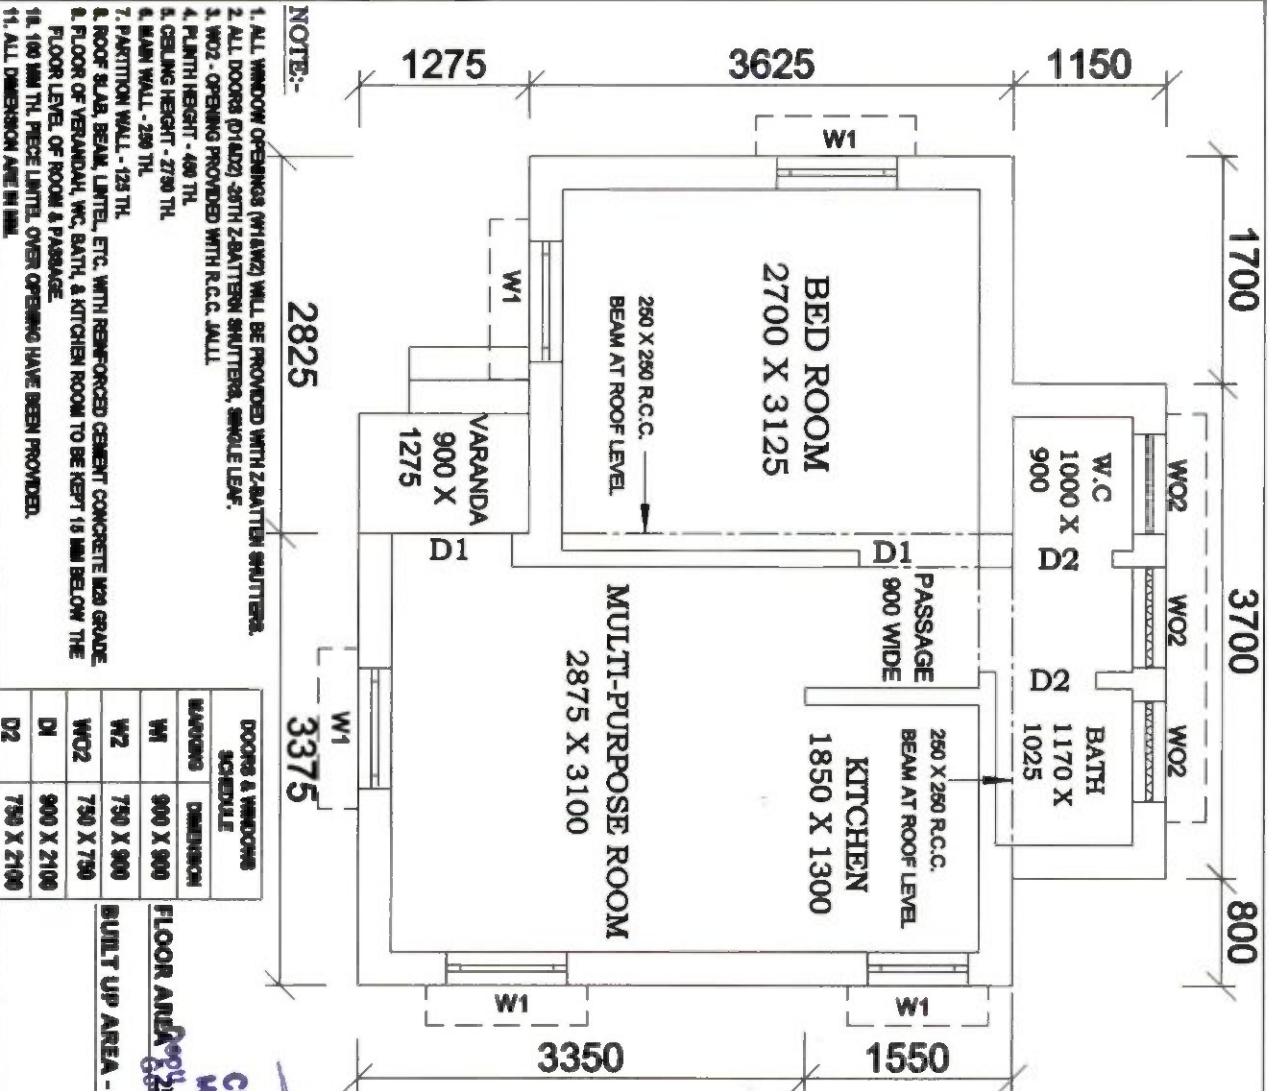 1275
3625
1150
1700
3700
800
2825
3375
3350
1550
W1
W1
W1
W1
W1
WO2
WO2
WO2
BED ROOM
2700 X 3125
250 X 250 R.C.C.
BEAM AT ROOF LEVEL
W.C
1000 X
900
D2
D2
D1
D1
VARANDA
900 X
1275
PASSAGE
900 WIDE
BATH
1170 X
1025
250 X 250 R.C.C.
BEAM AT ROOF LEVEL
KITCHEN
1850 X 1300
MULTI-PURPOSE ROOM
2875 X 3100
NOTE:-
1. ALL WINDOW OPENINGS (W1&W2) WILL BE PROVIDED WITH Z-BATTEN SHUTTERS.
2. ALL DOORS (D1&D2) -35TH Z-BATTERN SHUTTERS, SINGLE LEAF.
3. WO2 - OPENING PROVIDED WITH R.C.C. JALLI.
4. PLINTH HEIGHT - 450 TH.
5. CEILING HEIGHT - 2750 TH.
6. MAIN WALL - 250 TH.
7. PARTITION WALL - 125 TH.
8. ROOF SLAB, BEAM, LINTEL, ETC. WITH REINFORCED CEMENT CONCRETE M20 GRADE
9. FLOOR OF VERANDAH, WC, BATH, & KITCHEN ROOM TO BE KEPT 15 MM BELOW THE
FLOOR LEVEL OF ROOM & PASSAGE.
10. 100 MM TH. PIECE LINTEL OVER OPENING HAVE BEEN PROVIDED.
11. ALL DIMENSION ARE IN MM.
DOORS & WINDOWS
SCHEDULE
MARKING DIMENSION
W1 900 X 900
W2 750 X 900
WO2 750 X 750
D1 900 X 2100
D2 750 X 2100
FLOOR AREA
BUILT UP AREA -